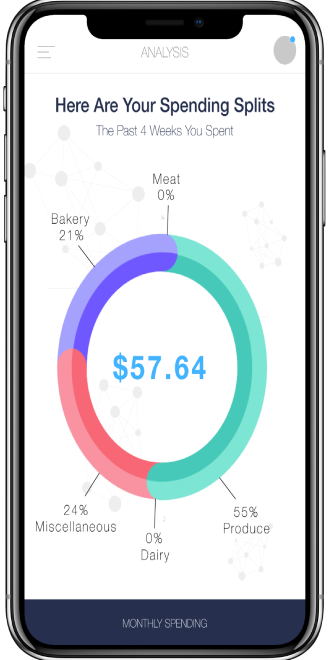 ANALYSIS
Here Are Your Spending Splits
The Past 4 Weeks You Spent
Meat
0%
Bakery
21%
$57.64
24%
Miscellaneous
55%
Produce
0%
Dairy
MONTHLY SPENDING